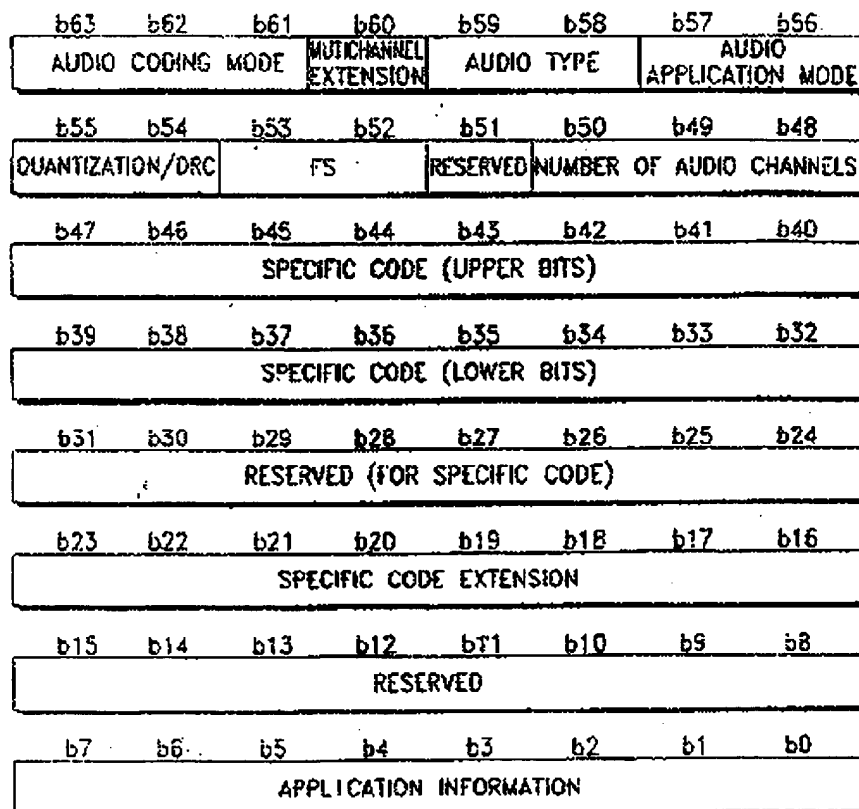 b63 b62 b61 b60 b59 b58 b57 b56
AUDIO CODING MODE
MUTICHANNEL
EXTENSION
AUDIO TYPE
AUDIO
APPLICATION MODE
b55 b54 b53 b52 b51 b50 b49 b48
QUANTIZATION/DRC
FS
RESERVED
NUMBER OF AUDIO CHANNELS
b47 b46 b45 b44 b43 b42 b41 b40
SPECIFIC CODE (UPPER BITS)
b39 b38 b37 b36 b35 b34 b33 b32
SPECIFIC CODE (LOWER BITS)
b31 b30 b29 b28 b27 b26 b25 b24
RESERVED (FOR SPECIFIC CODE)
b23 b22 b21 b20 b19 b18 b17 b16
SPECIFIC CODE EXTENSION
b15 b14 b13 b12 b11 b10 b9 b8
RESERVED
b7 b6 b5 b4 b3 b2 b1 b0
APPLICATION INFORMATION